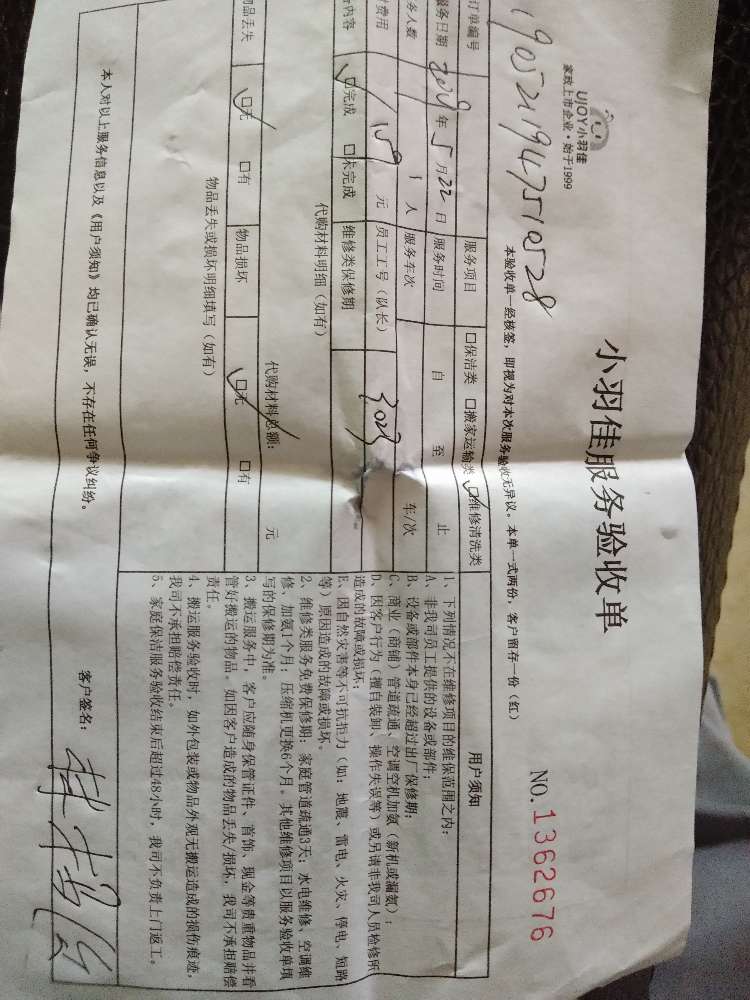 UJOY小羽佳
家政上市企业·始于1999
小羽佳服务验收单
NO. 1362676
本验收单一经核签，即视为对本次服务验收无异议。本单一式两份，客户留存一份（红）
订单编号 190521947510528
服务项目 口保洁类 口搬家运输类 口维修清洗类
服务日期 年 5 月 22 日 服务时间 自 至 止
务人数 1 人 服务车次 车/次
费用 元 员工工号（队长） 3023
内容 口完成 口未完成 维修类保修期
代购材料明细（如有）
代购材料总额： 元
物品丢失 口无 口有 物品损坏 口无 口有
物品丢失或损坏明细填写（如有）
用户须知
1、下列情况不在维修项目的维保范围之内：
A、非我司员工提供的设备或部件；
B、设备或部件本身已经超过出厂保修期；
C、商业（商铺）管道疏通、空调空机加氨（新机或漏氨）；
D、因客户行为（擅自装卸、操作失误等）或另请非我司人员检修所
造成的故障或损坏；
E、因自然灾害等不可抗拒力（如：地震、雷电、火灾、停电、短路
等）原因造成的故障或损坏。
2、维修类服务免费保修期：家庭管道疏通3天；水电维修、空调维
修、加氨1个月；压缩机更换6个月。其他维修项目以服务验收单填
写的保修期为准。
3、搬运服务中，客户应随身保管证件、首饰、现金等贵重物品并看
管好搬运的物品。如因客户造成的物品丢失/损坏，我司不承担赔偿
责任。
4、搬运服务验收时，如外包装或物品外观无搬运造成的损伤痕迹，
我司不承担赔偿责任。
5、家庭保洁服务验收结束后超过48小时，我司不负责上门返工。
本人对以上服务信息以及《用户须知》均已确认无误，不存在任何争议纠纷。
客户签名：